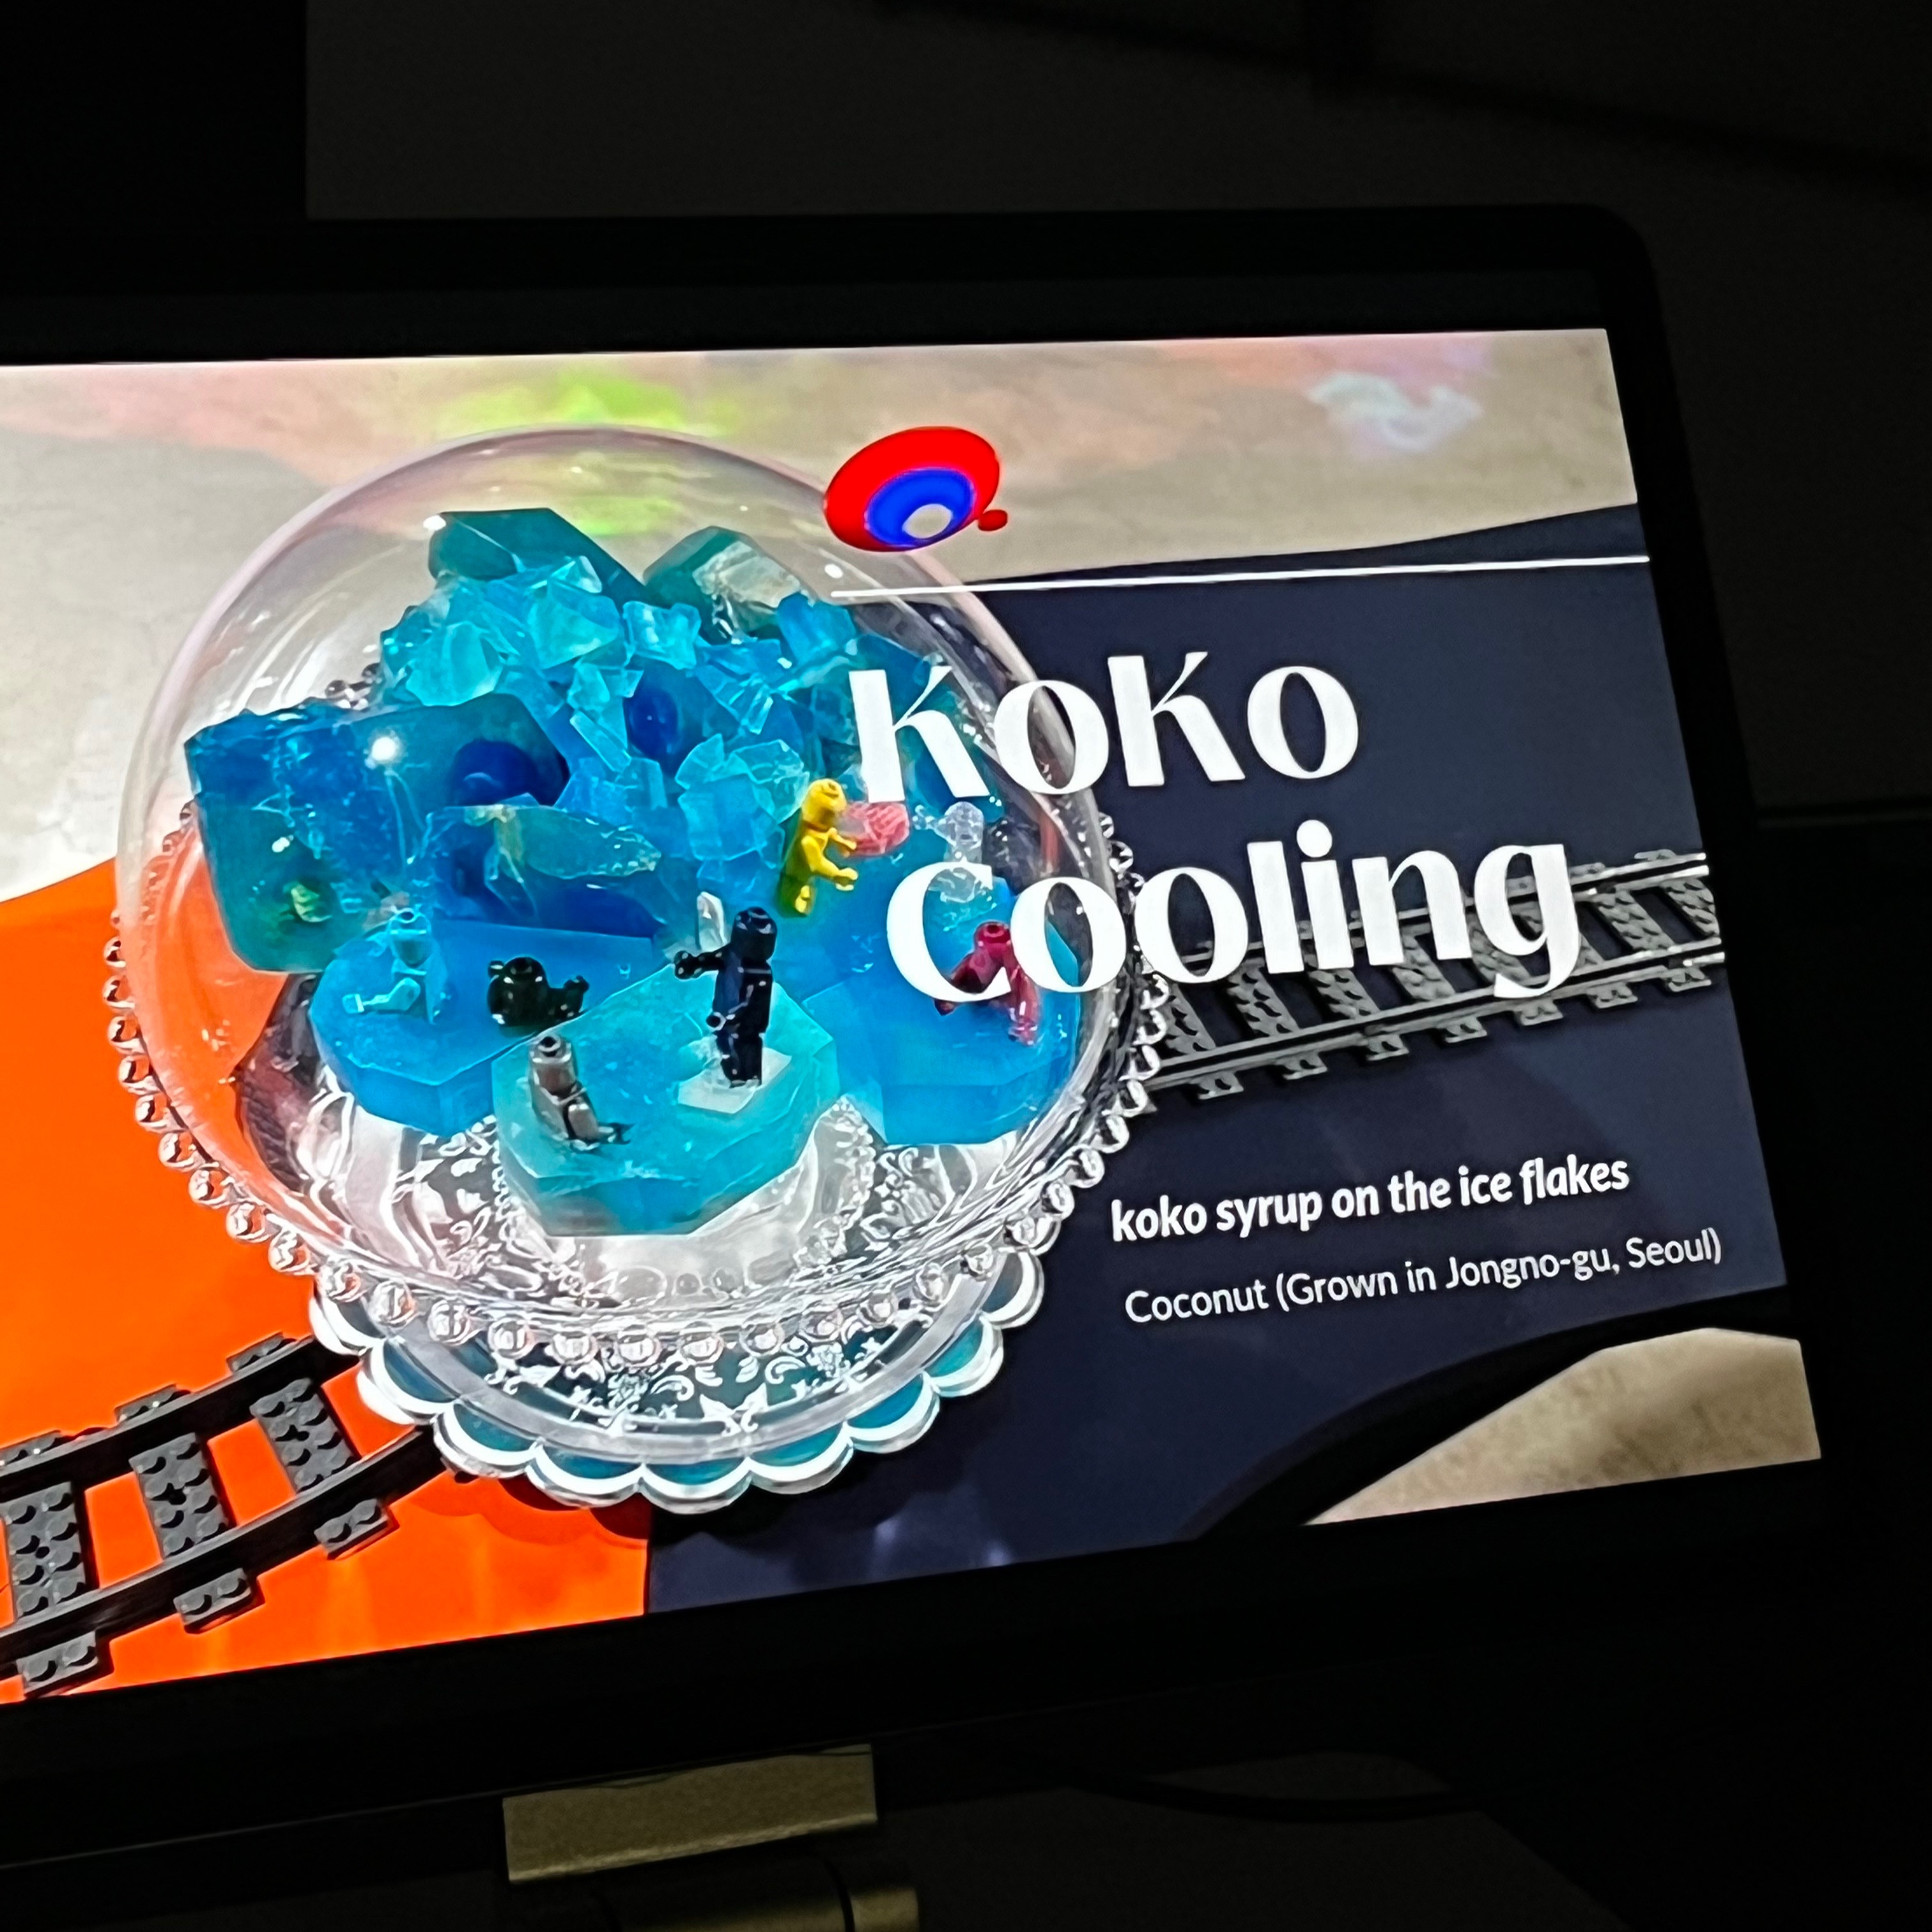 Koko
Cooling
koko syrup on the ice flakes
Coconut (Grown in Jongno-gu, Seoul)